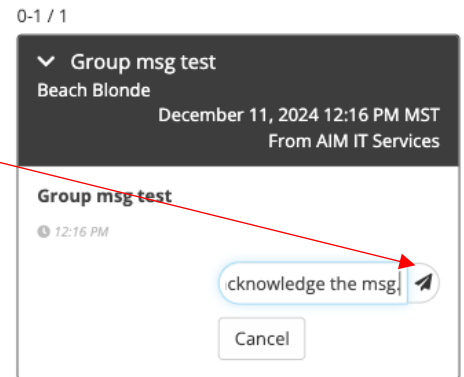 0-1 / 1
Group msg test
Beach Blonde
December 11, 2024 12:16 PM MST
From AIM IT Services
Group msg test
12:16 PM
cknowledge the msg.
Cancel